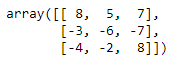 array([[ 8,  5,  7],
       [-3, -6, -7],
       [-4, -2,  8]])